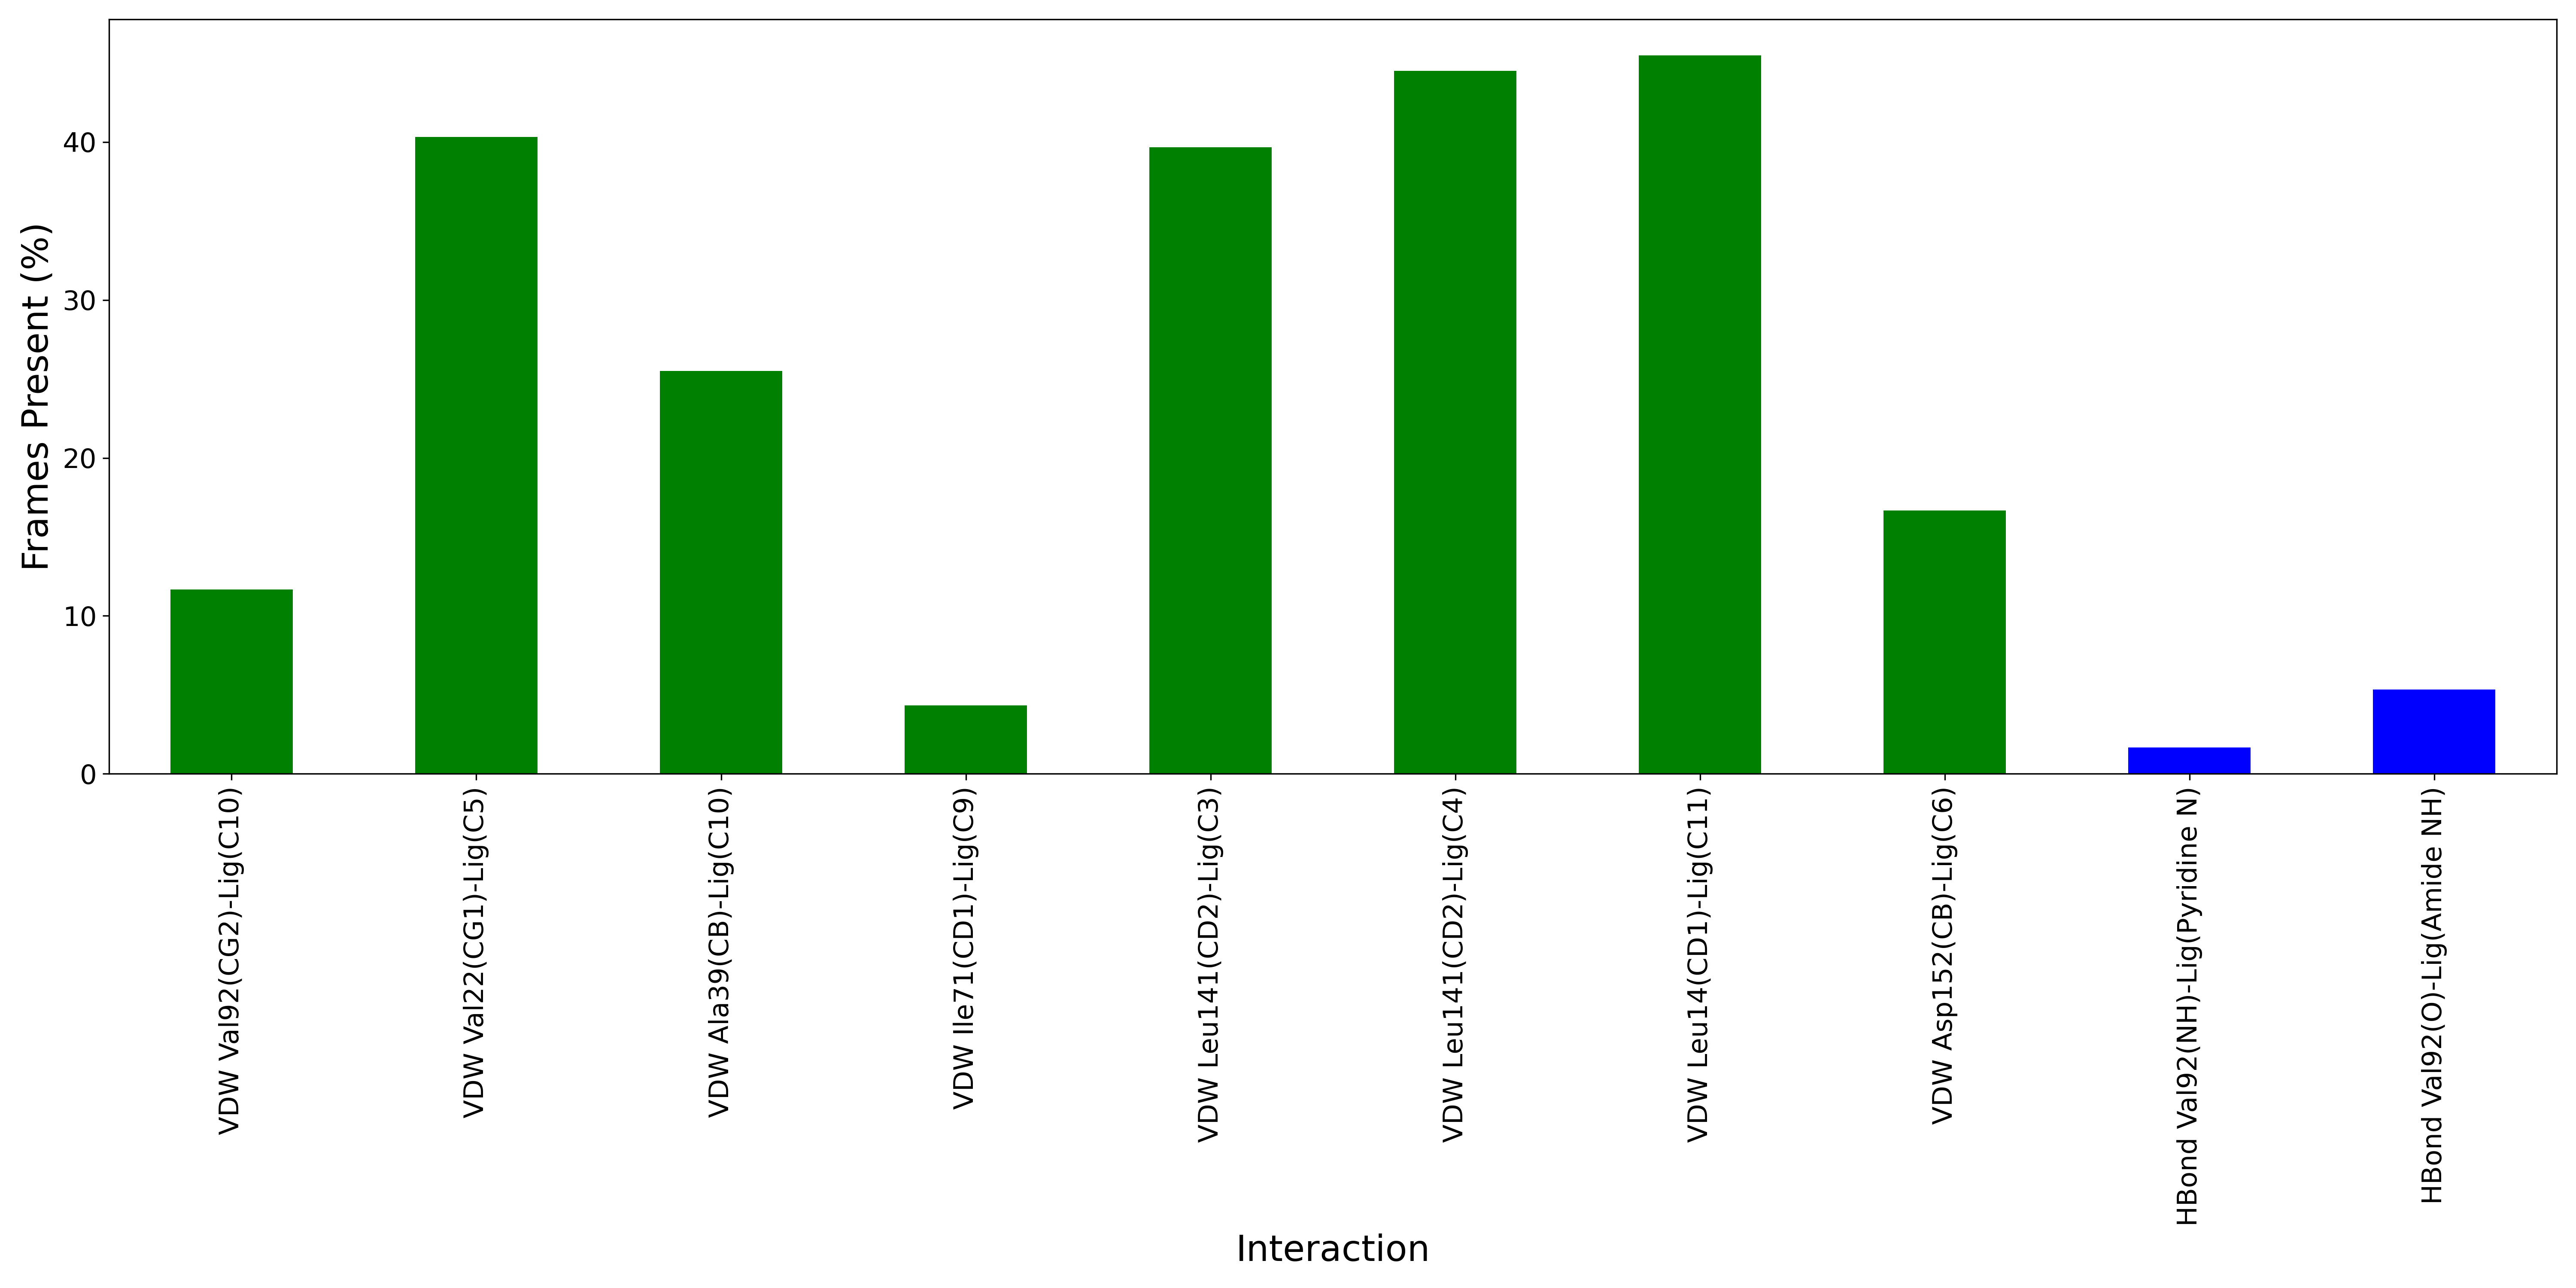 Frames Present (%)
40
30
20
10
0
VDW Val92(CG2)-Lig(C10)
VDW Val22(CG1)-Lig(C5)
VDW Ala39(CB)-Lig(C10)
VDW Ile71(CD1)-Lig(C9)
VDW Leu141(CD2)-Lig(C3)
VDW Leu141(CD2)-Lig(C4)
VDW Leu14(CD1)-Lig(C11)
VDW Asp152(CB)-Lig(C6)
HBond Val92(NH)-Lig(Pyridine N)
HBond Val92(O)-Lig(Amide NH)
Interaction